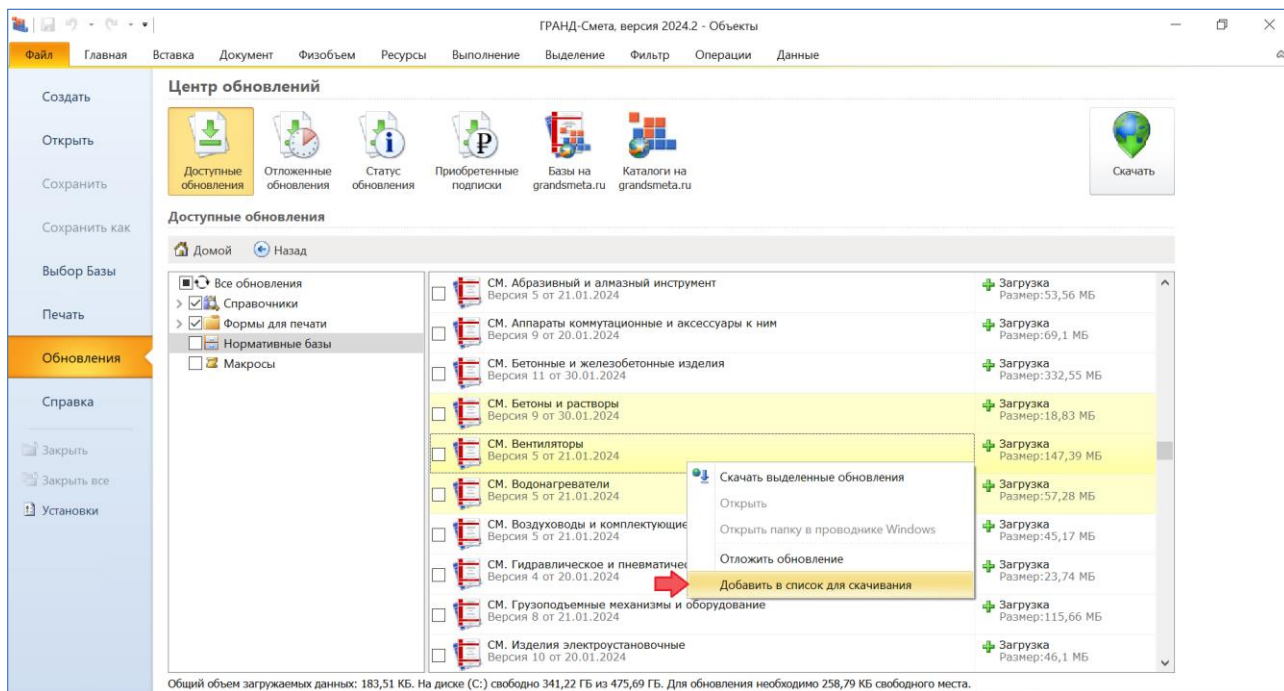 ГРАНД-Смета, версия 2024.2 - Объекты
Файл Главная Вставка Документ Физобъем Ресурсы Выполнение Выделение Фильтр Операции Данные
Создать
Открыть
Сохранить
Сохранить как
Выбор Базы
Печать
Обновления
Справка
Закрыть
Закрыть все
Установки
Центр обновлений
Доступные обновления
Отложенные обновления
Статус обновления
Приобретенные подписки
Базы на grandsmeta.ru
Каталоги на grandsmeta.ru
Скачать
Доступные обновления
Домой Назад
Все обновления
Справочники
Формы для печати
Нормативные базы
Макросы
СМ. Абразивный и алмазный инструмент Загрузка
Версия 5 от 21.01.2024 Размер:53,56 МБ
СМ. Аппараты коммутационные и аксессуары к ним Загрузка
Версия 9 от 20.01.2024 Размер:69,1 МБ
СМ. Бетонные и железобетонные изделия Загрузка
Версия 11 от 30.01.2024 Размер:332,55 МБ
СМ. Бетоны и растворы Загрузка
Версия 9 от 30.01.2024 Размер:18,83 МБ
СМ. Вентиляторы Загрузка
Версия 5 от 21.01.2024 Размер:147,39 МБ
СМ. Водонагреватели Загрузка
Версия 5 от 21.01.2024 Размер:57,28 МБ
СМ. Воздуховоды и комплектующие Загрузка
Версия 5 от 21.01.2024 Размер:45,17 МБ
СМ. Гидравлическое и пневматичес Загрузка
Версия 4 от 20.01.2024 Размер:23,74 МБ
СМ. Грузоподъемные механизмы и оборудование Загрузка
Версия 8 от 21.01.2024 Размер:115,66 МБ
СМ. Изделия электроустановочные Загрузка
Версия 10 от 20.01.2024 Размер:46,1 МБ
Скачать выделенные обновления
Открыть
Открыть папку в проводнике Windows
Отложить обновление
Добавить в список для скачивания
Общий объем загружаемых данных: 183,51 КБ. На диске (C:) свободно 341,22 ГБ из 475,69 ГБ. Для обновления необходимо 258,79 КБ свободного места.